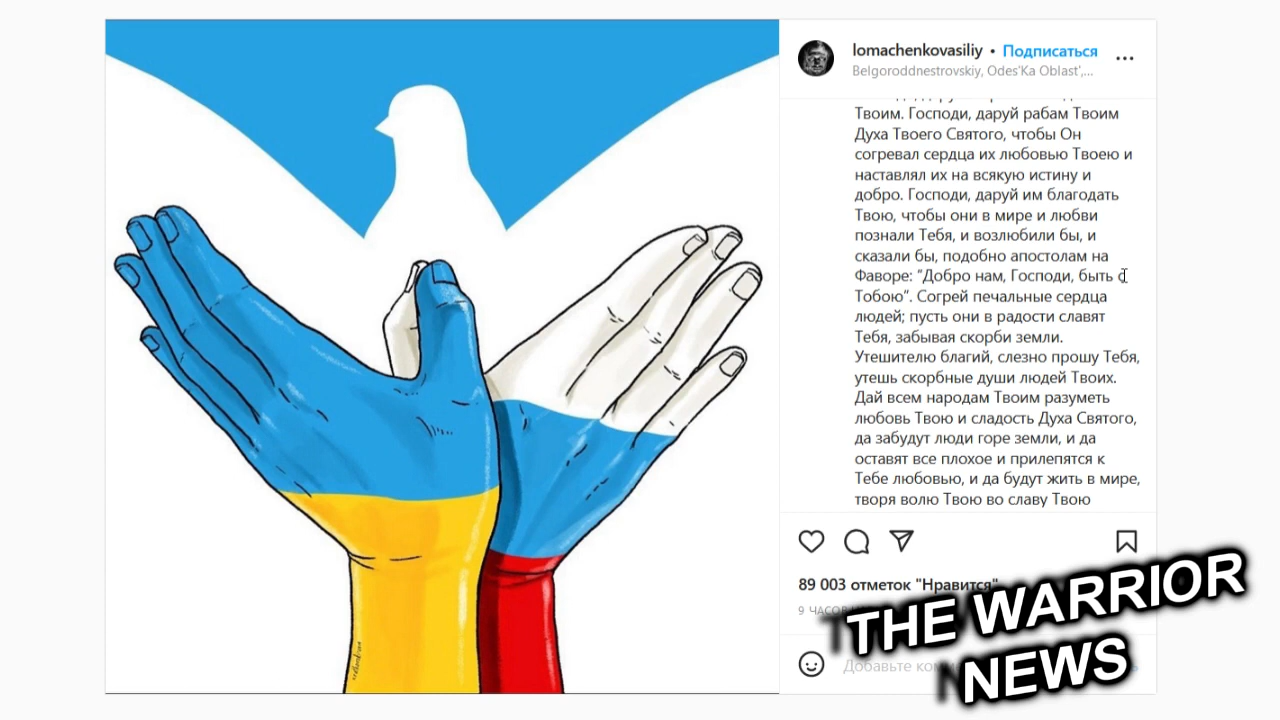 lomachenkovasiliy • Подписаться
Belgoroddnestrovskiy, Odes'Ka Oblast',...
Твоим. Господи, даруй рабам Твоим
Духа Твоего Святого, чтобы Он
согревал сердца их любовью Твоею и
наставлял их на всякую истину и
добро. Господи, даруй им благодать
Твою, чтобы они в мире и любви
познали Тебя, и возлюбили бы, и
сказали бы, подобно апостолам на
Фаворе: “Добро нам, Господи, быть с
Тобою”. Согрей печальные сердца
людей; пусть они в радости славят
Тебя, забывая скорби земли.
Утешителю благий, слезно прошу Тебя,
утешь скорбные души людей Твоих.
Дай всем народам Твоим разуметь
любовь Твою и сладость Духа Святого,
да забудут люди горе земли, и да
оставят все плохое и прилепятся к
Тебе любовью, и да будут жить в мире,
творя волю Твою во славу Твою
89 003 отметок "Нравится"
9 ЧАСОВ
Добавьте
THE WARRIOR
NEWS